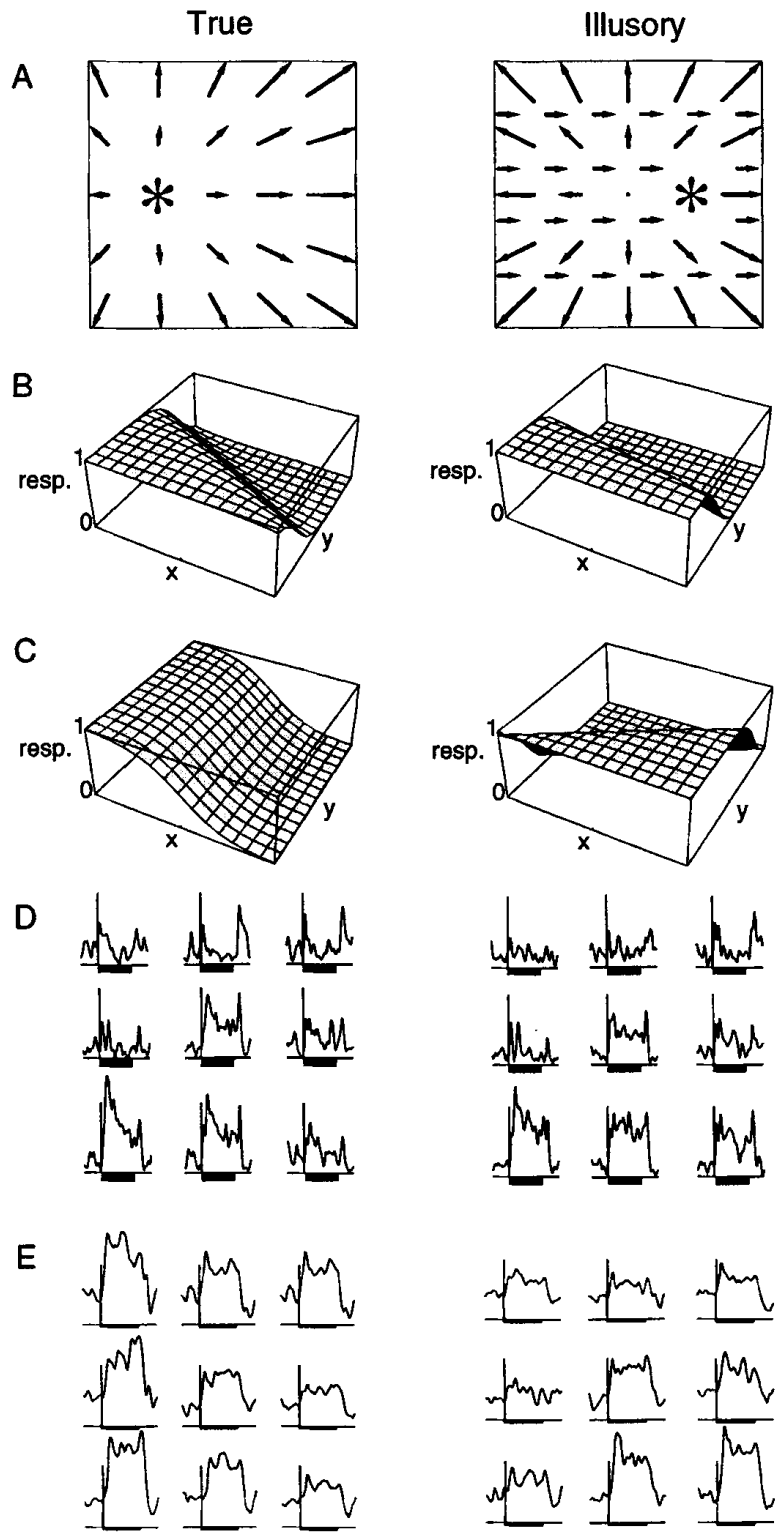 True Illusory
A
B
1 1
resp. resp.
0 0
y y
x x
C
1 1
resp. resp.
0 0
y y
x x
D
E